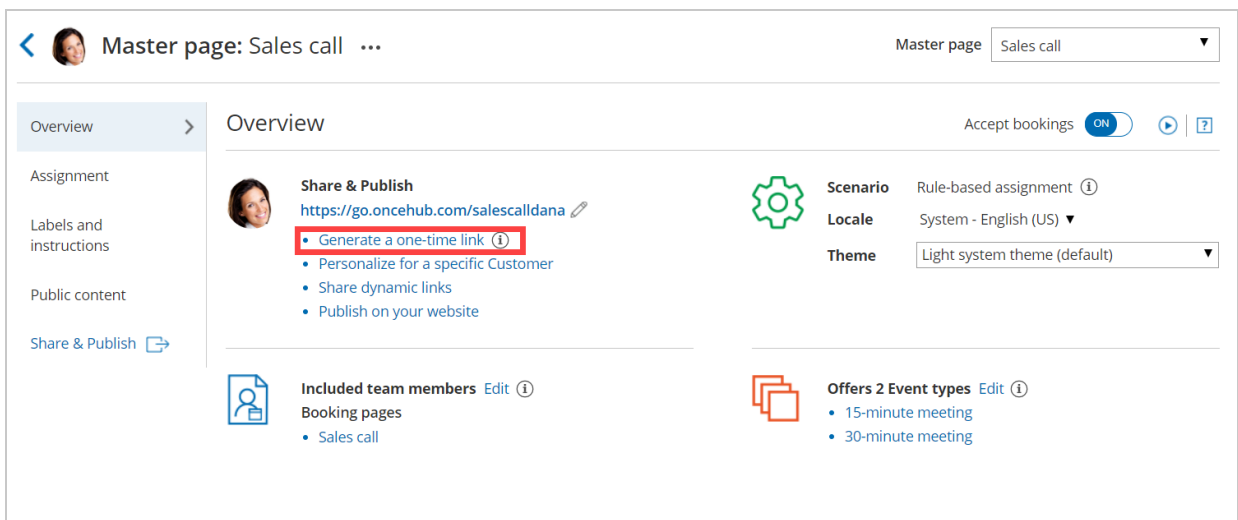 Master page: Sales call ...
Master page Sales call ▼
Overview
Assignment
Labels and
instructions
Public content
Share & Publish
Overview
Accept bookings ON
?
Share & Publish
https://go.oncehub.com/salescalldana
• Generate a one-time link i
• Personalize for a specific Customer
• Share dynamic links
• Publish on your website
Scenario Rule-based assignment i
Locale System - English (US) ▼
Theme Light system theme (default) ▼
Included team members Edit i
Booking pages
• Sales call
Offers 2 Event types Edit i
• 15-minute meeting
• 30-minute meeting